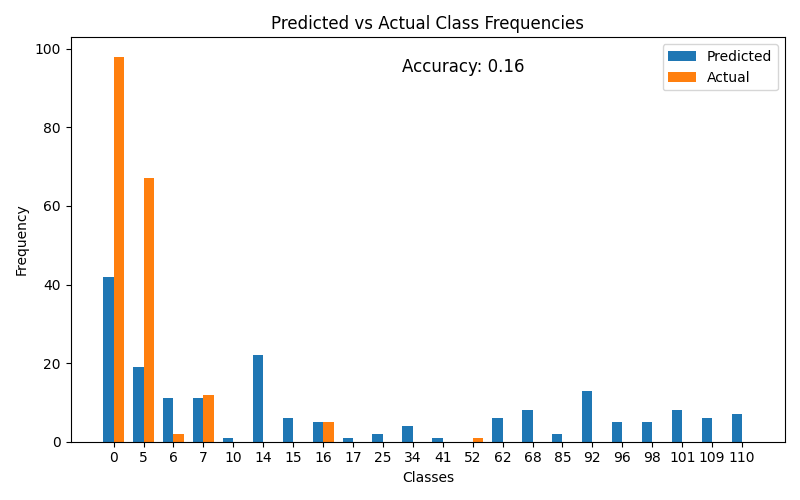 Predicted vs Actual Class Frequencies
Accuracy: 0.16
Predicted
Actual
Frequency
100
80
60
40
20
0
0 5 6 7 10 14 15 16 17 25 34 41 52 62 68 85 92 96 98 101 109 110
Classes